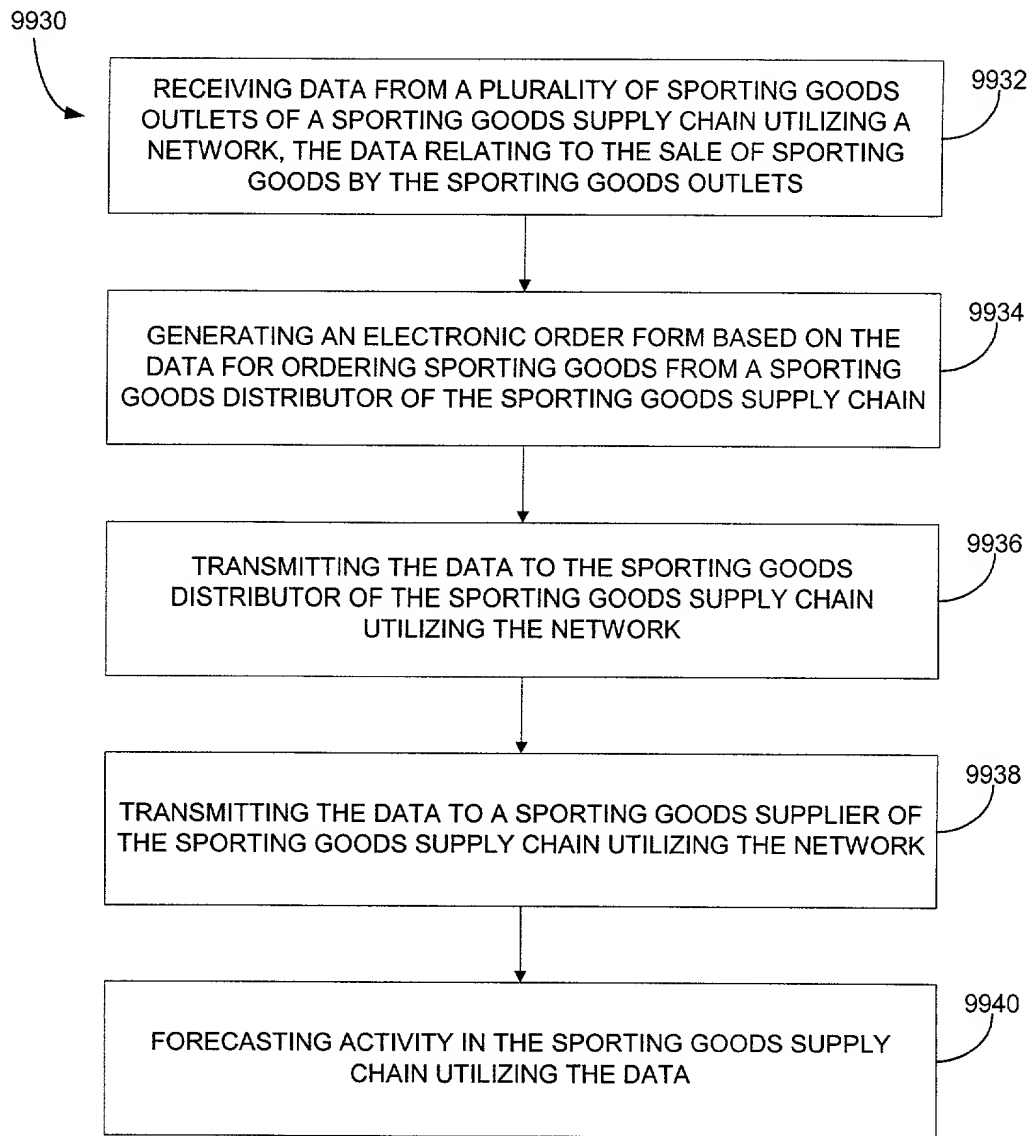 9930
RECEIVING DATA FROM A PLURALITY OF SPORTING GOODS
OUTLETS OF A SPORTING GOODS SUPPLY CHAIN UTILIZING A
NETWORK, THE DATA RELATING TO THE SALE OF SPORTING
GOODS BY THE SPORTING GOODS OUTLETS
9932
GENERATING AN ELECTRONIC ORDER FORM BASED ON THE
DATA FOR ORDERING SPORTING GOODS FROM A SPORTING
GOODS DISTRIBUTOR OF THE SPORTING GOODS SUPPLY CHAIN
9934
TRANSMITTING THE DATA TO THE SPORTING GOODS
DISTRIBUTOR OF THE SPORTING GOODS SUPPLY CHAIN
UTILIZING THE NETWORK
9936
TRANSMITTING THE DATA TO A SPORTING GOODS SUPPLIER OF
THE SPORTING GOODS SUPPLY CHAIN UTILIZING THE NETWORK
9938
FORECASTING ACTIVITY IN THE SPORTING GOODS SUPPLY
CHAIN UTILIZING THE DATA
9940